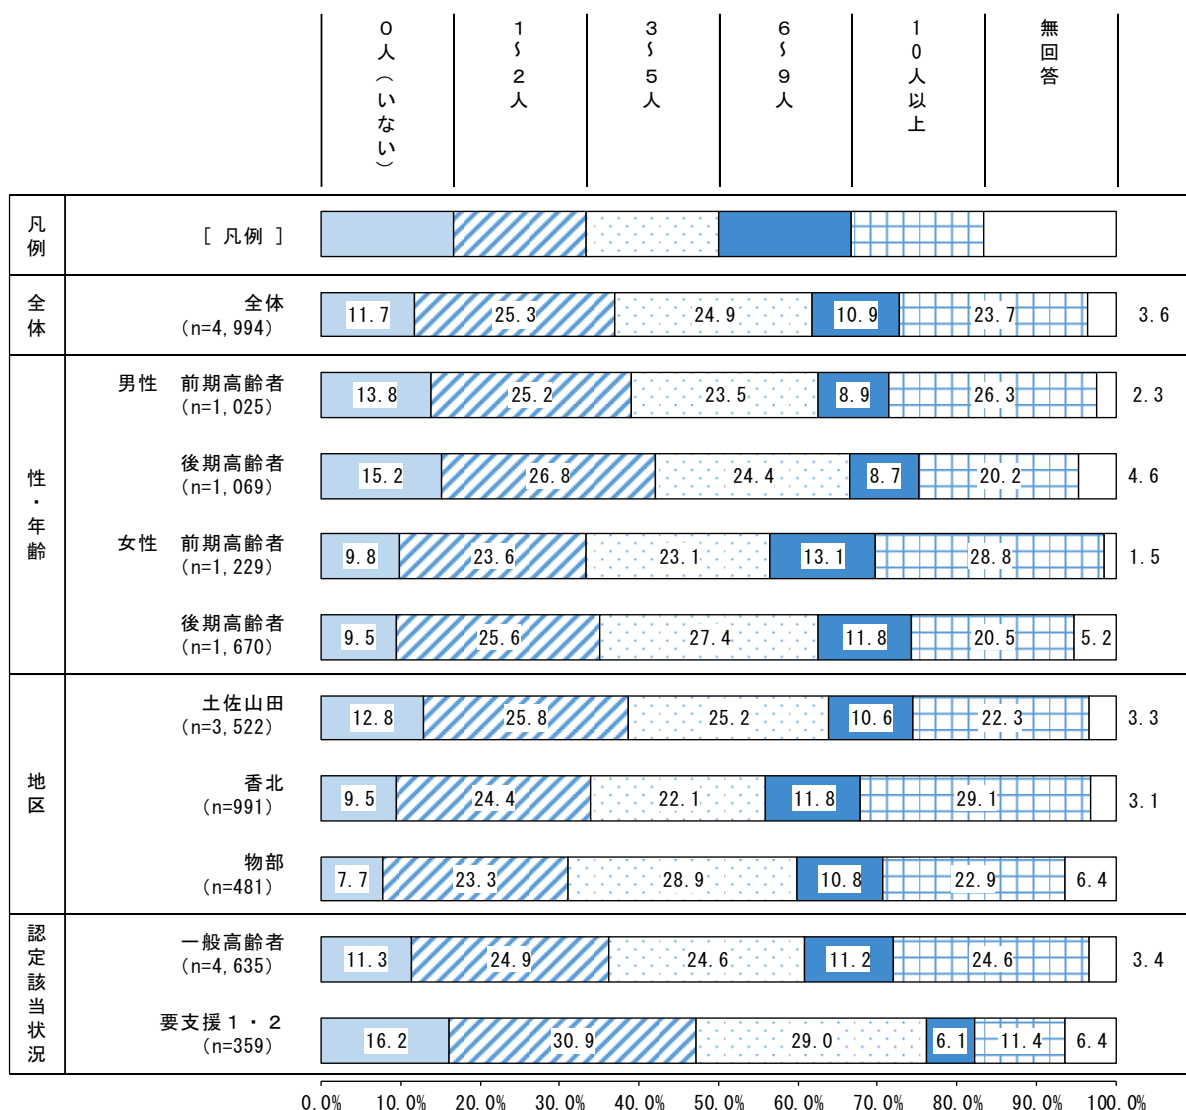 ０人（いない）
１～２人
３～５人
６～９人
１０人以上
無回答
凡例
[ 凡例 ]
全体
全体
(n=4,994)
11.7 25.3 24.9 10.9 23.7 3.6
性・年齢
男性　前期高齢者
(n=1,025)
13.8 25.2 23.5 8.9 26.3 2.3
後期高齢者
(n=1,069)
15.2 26.8 24.4 8.7 20.2 4.6
女性　前期高齢者
(n=1,229)
9.8 23.6 23.1 13.1 28.8 1.5
後期高齢者
(n=1,670)
9.5 25.6 27.4 11.8 20.5 5.2
地区
土佐山田
(n=3,522)
12.8 25.8 25.2 10.6 22.3 3.3
香北
(n=991)
9.5 24.4 22.1 11.8 29.1 3.1
物部
(n=481)
7.7 23.3 28.9 10.8 22.9 6.4
認定該当状況
一般高齢者
(n=4,635)
11.3 24.9 24.6 11.2 24.6 3.4
要支援１・２
(n=359)
16.2 30.9 29.0 6.1 11.4 6.4
0.0% 10.0% 20.0% 30.0% 40.0% 50.0% 60.0% 70.0% 80.0% 90.0% 100.0%